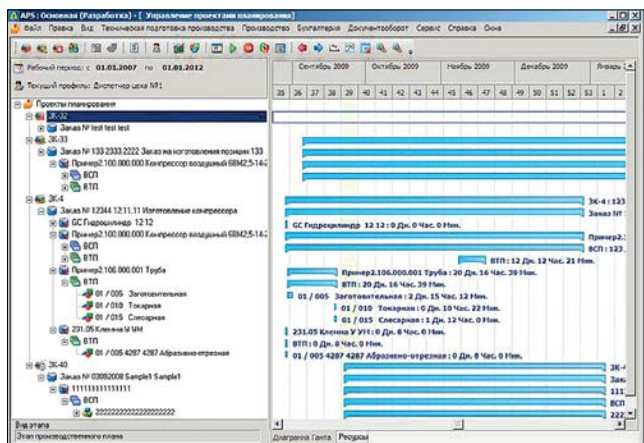 APS : Основная (Разработка) - [ Управление проектами планирования]
Файл Правка Вид Техническая подготовка производства Производство Бухгалтерия Документооборот Сервис Справка Окна
Рабочий период: с 01.01.2007 по 01.01.2012
Текущий профиль: Диспетчер цеха №1
Сентябрь 2009 Октябрь 2009 Ноябрь 2009 Декабрь 2009 Январь
35 36 37 38 39 40 41 42 43 44 45 46 47 48 49 50 51 52 53 1 2
Проекты планирования
ЗК-32
Заказ № test test test
ЗК-33
Заказ № 133-2333.2222 Заказ на изготовления позиции 133
Пример2.100.000.000 Компрессор воздушный 6ВМ2,5-14-2
ВСП
ВТП
ЗК-4
Заказ № 12344 12.11.11 Изготовление компрессора
ГС Гидроцилиндр 12 12
Пример2.100.000.000 Компрессор воздушный 6ВМ2,5-14-2
ВСП
ВТП
Пример2.106.000.001 Труба
ВТП
01 / 005 Заготовительная
01 / 010 Токарная
01 / 015 Слесарная
231.05 Клемна У УМ
ВТП
01 / 005 4287 4287 Абразивно-отрезная
ЗК-40
Заказ № 03092008 Sample1 Sample1
111111111111111
ВСП
2222222222222222222
ЗК-4 : 123
Заказ №
GC Гидроцилиндр 12 12 : 0 Дн. 0 Час. 0 Мин.
Пример2.
ВСП : 123
ВТП : 12 Дн. 12 Час. 21 Мин.
Пример2.106.000.001 Труба : 20 Дн. 16 Час. 39 Мин.
ВТП : 20 Дн. 16 Час. 39 Мин.
01 / 005 Заготовительная : 2 Дн. 15 Час. 12 Мин.
01 / 010 Токарная : 0 Дн. 10 Час. 22 Мин.
01 / 015 Слесарная : 1 Дн. 12 Час. 0 Мин.
231.05 Клемна У УМ : 0 Дн. 8 Час. 0 Мин.
ВТП : 0 Дн. 8 Час. 0 Мин.
01 / 005 4287 4287 Абразивно-отрезная : 0 Дн. 8 Час. 0 Мин.
ЗК-4
Зака
111
ВСП
222
Вид этапа
Этап производственного плана
Диаграмма Ганта Ресурсы